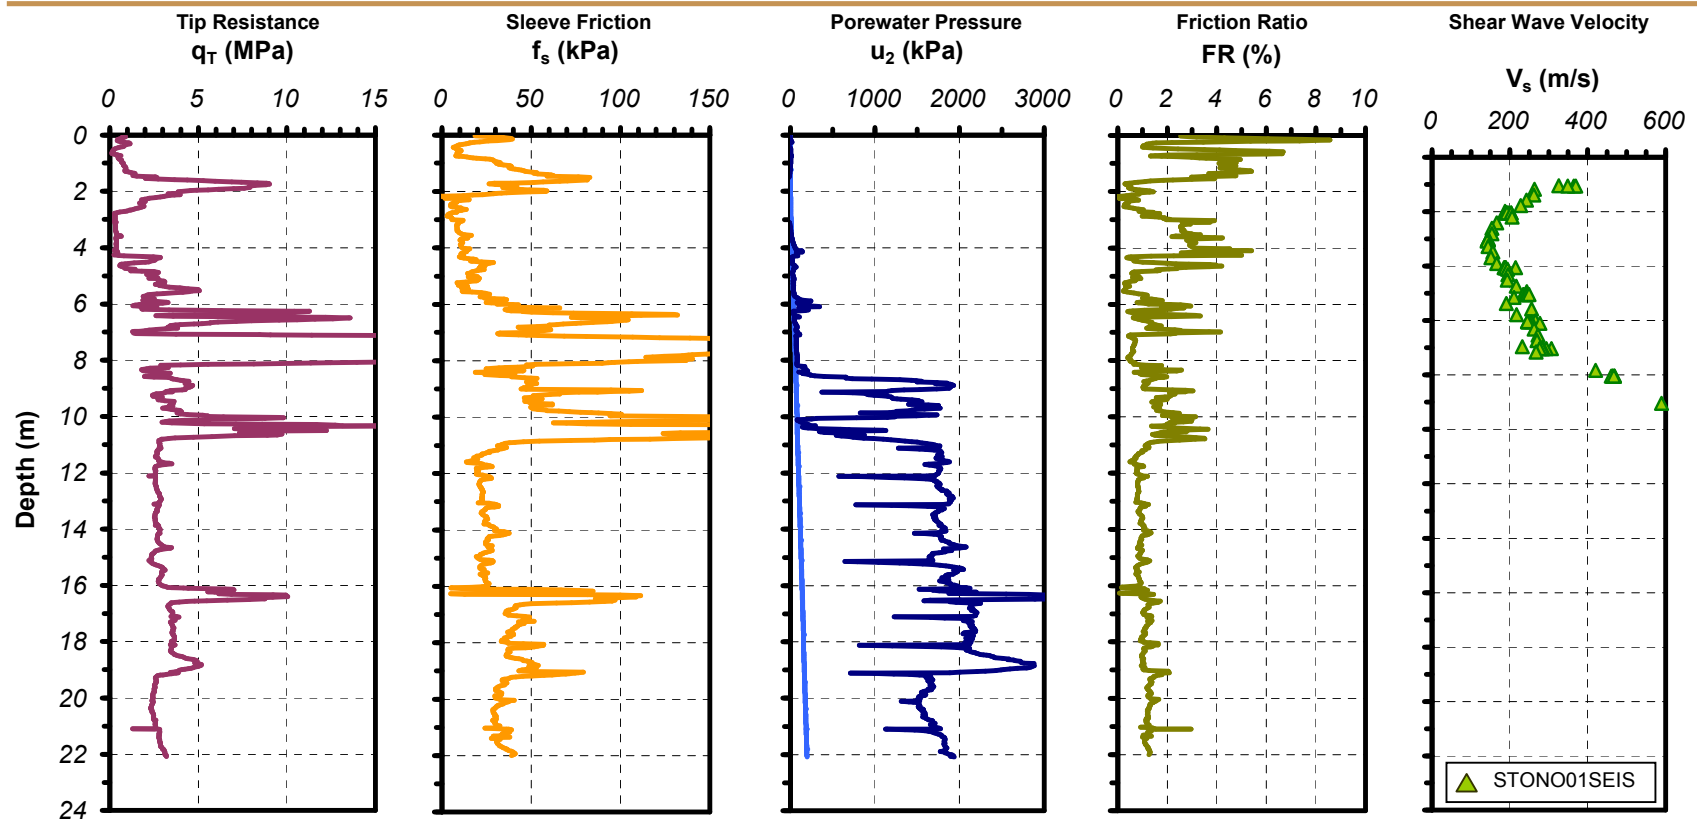 Tip Resistance
qT (MPa)
0 5 10 15
Sleeve Friction
fs (kPa)
0 50 100 150
Porewater Pressure
u2 (kPa)
0 1000 2000 3000
Friction Ratio
FR (%)
0 2 4 6 8 10
Shear Wave Velocity
Vs (m/s)
0 200 400 600
Depth (m)
0
2
4
6
8
10
12
14
16
18
20
22
24
STONO01SEIS